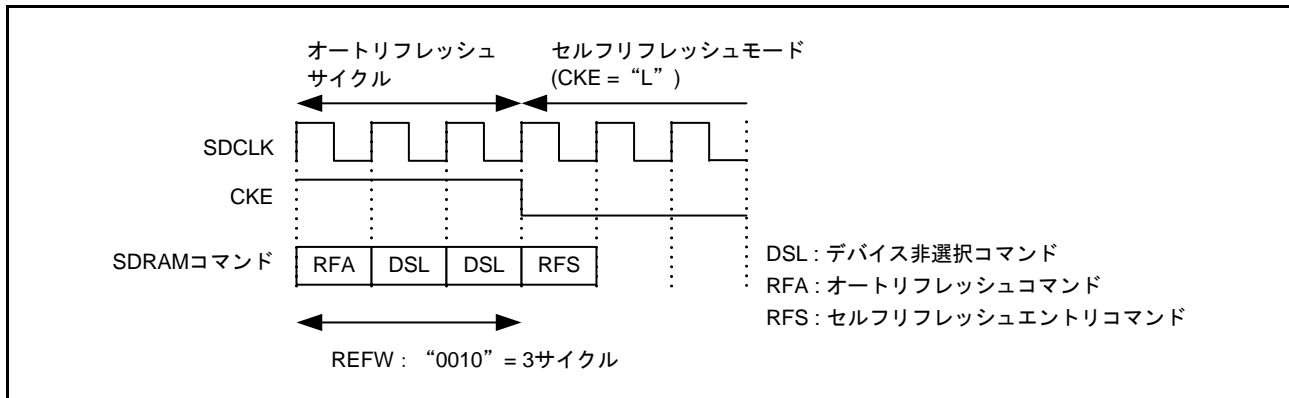 オートリフレッシュ
サイクル
セルフリフレッシュモード
(CKE = “L” )
SDCLK
CKE
SDRAMコマンド
RFA
DSL
DSL
RFS
DSL : デバイス非選択コマンド
RFA : オートリフレッシュコマンド
RFS : セルフリフレッシュエントリコマンド
REFW : “0010” = 3サイクル